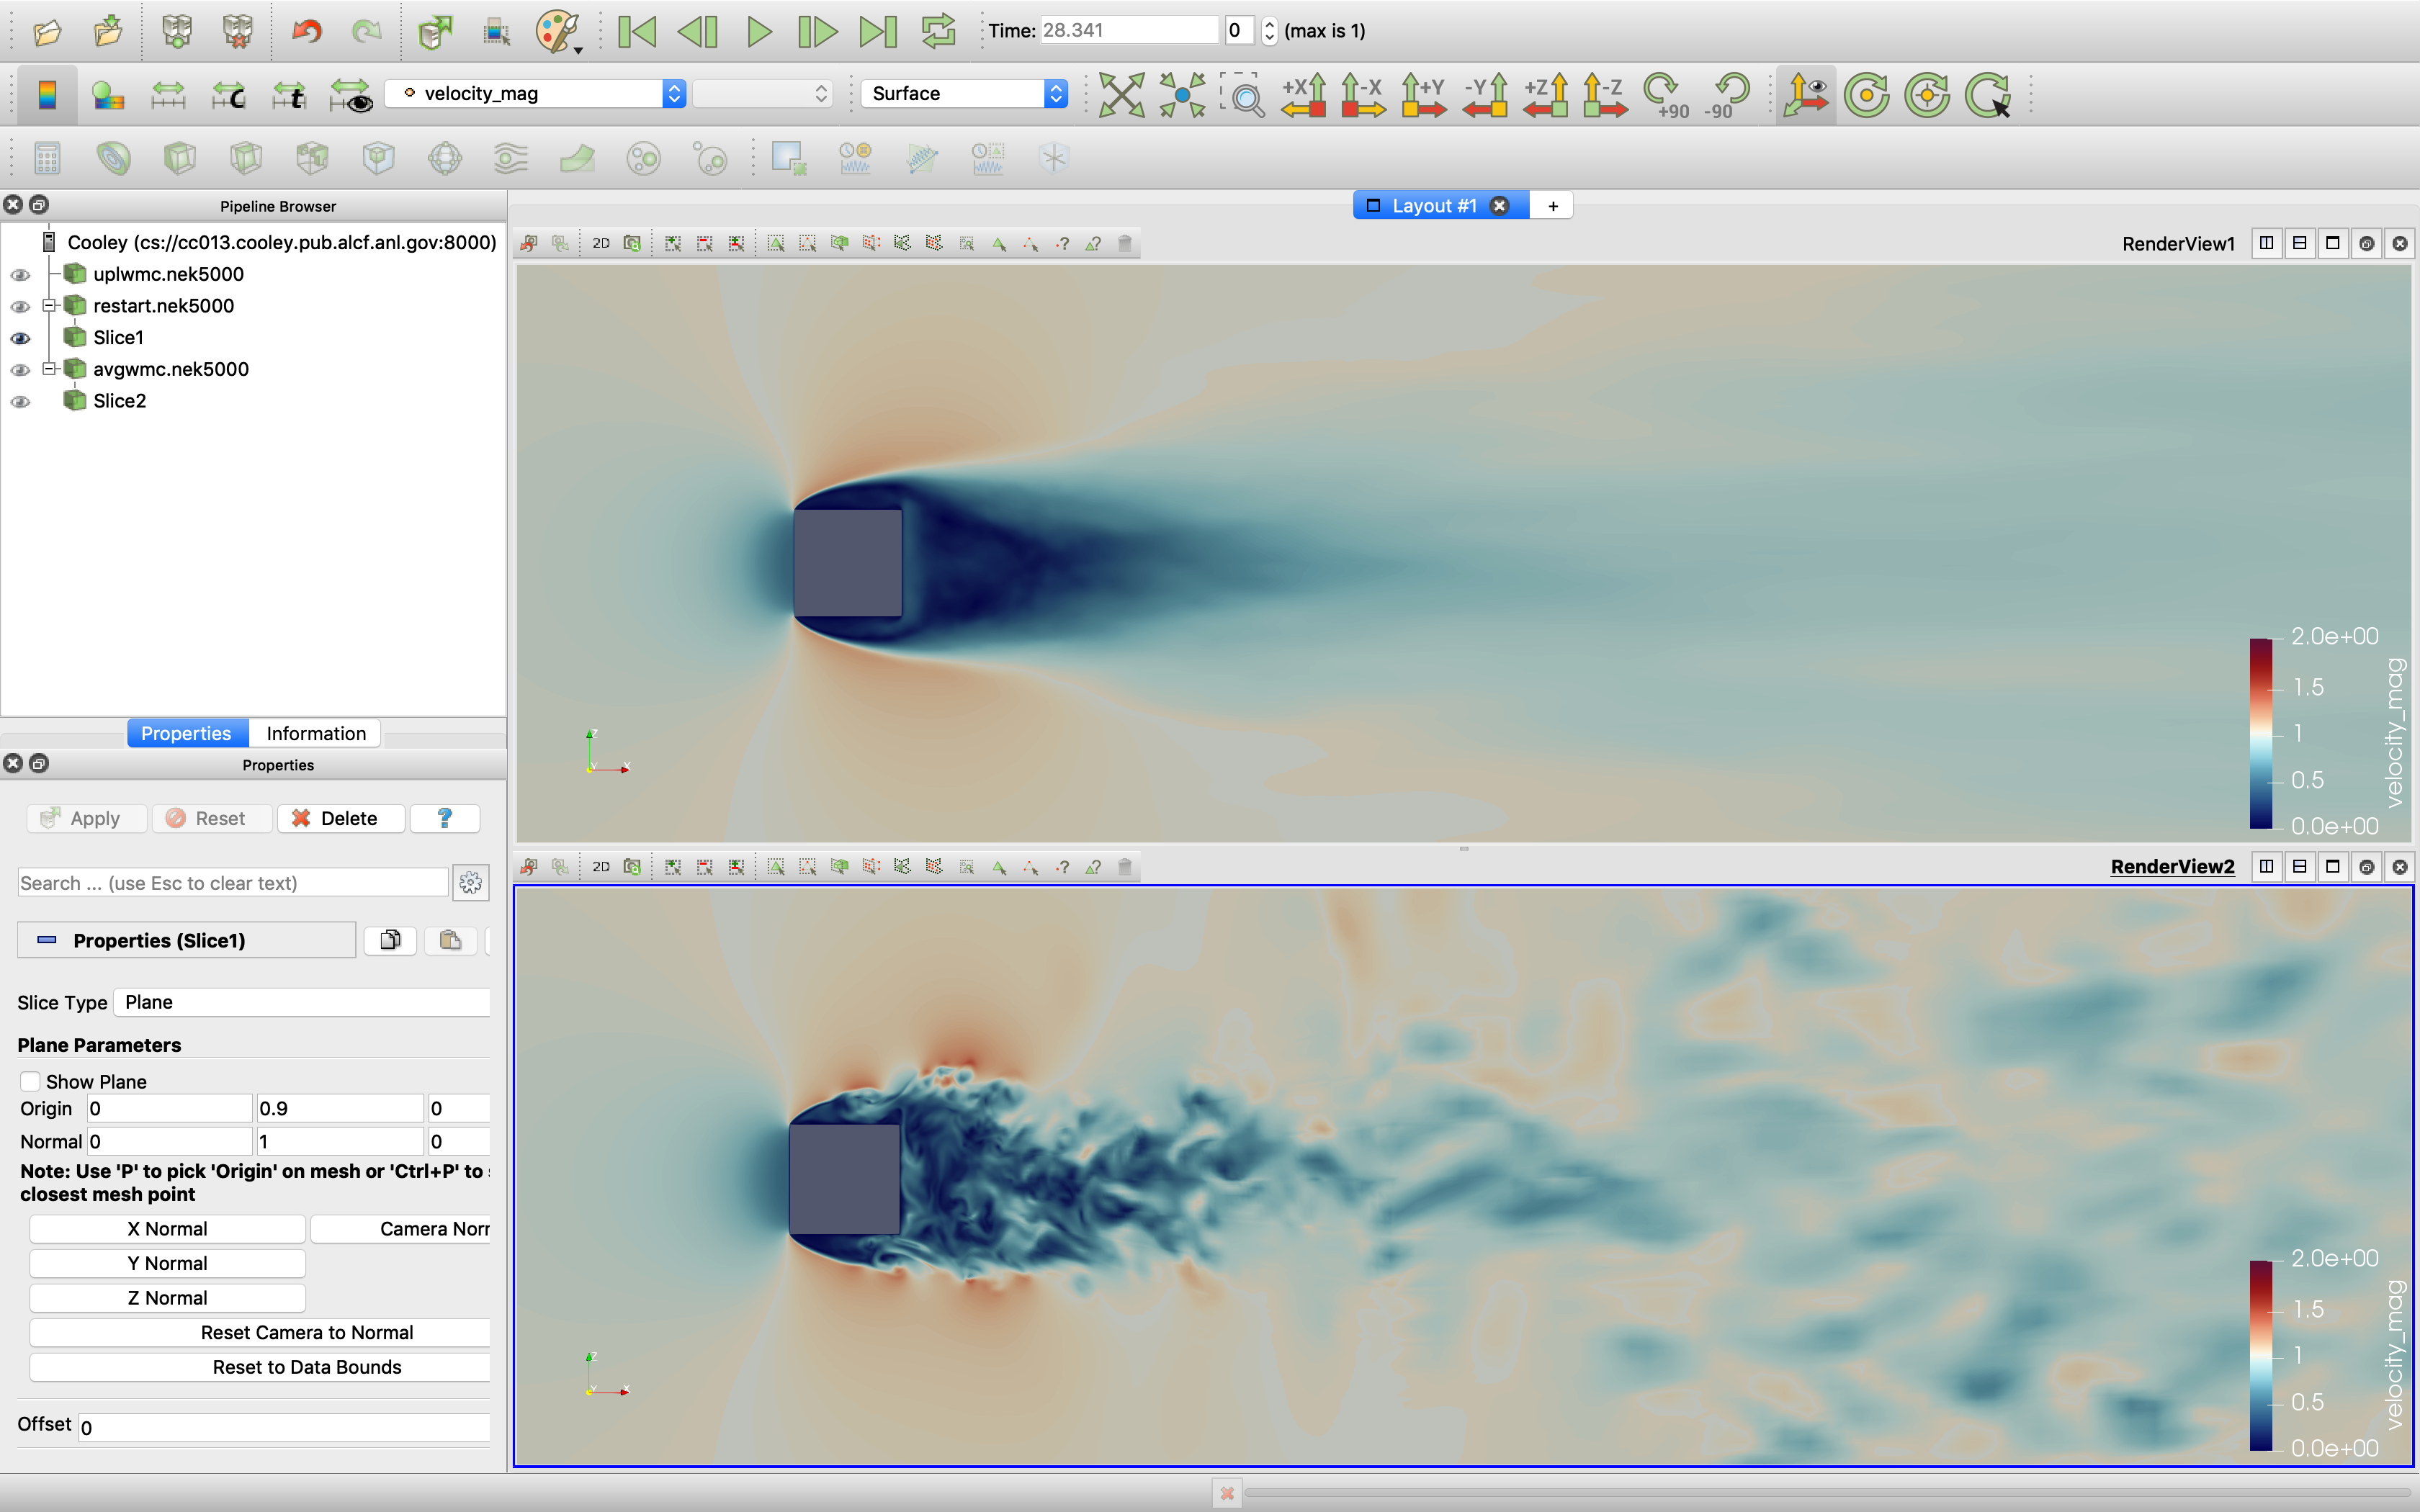 Time: 28.341 0 (max is 1)
velocity_mag Surface +X -X +Y -Y +Z -Z +90 -90
C t
Pipeline Browser
Layout #1 +
Cooley (cs://cc013.cooley.pub.alcf.anl.gov:8000)
uplwmc.nek5000
restart.nek5000
Slice1
avgwmc.nek5000
Slice2
Properties Information
Properties
Apply Reset Delete ?
Search ... (use Esc to clear text)
Properties (Slice1)
Slice Type Plane
Plane Parameters
Show Plane
Origin 0 0.9 0
Normal 0 1 0
Note: Use 'P' to pick 'Origin' on mesh or 'Ctrl+P' to
closest mesh point
X Normal Camera Norr
Y Normal
Z Normal
Reset Camera to Normal
Reset to Data Bounds
Offset 0
2D ? ? RenderView1
Z
Y X
2.0e+00
1.5
1
0.5
0.0e+00
velocity_mag
2D ? ? RenderView2
Z
Y X
2.0e+00
1.5
1
0.5
0.0e+00
velocity_mag